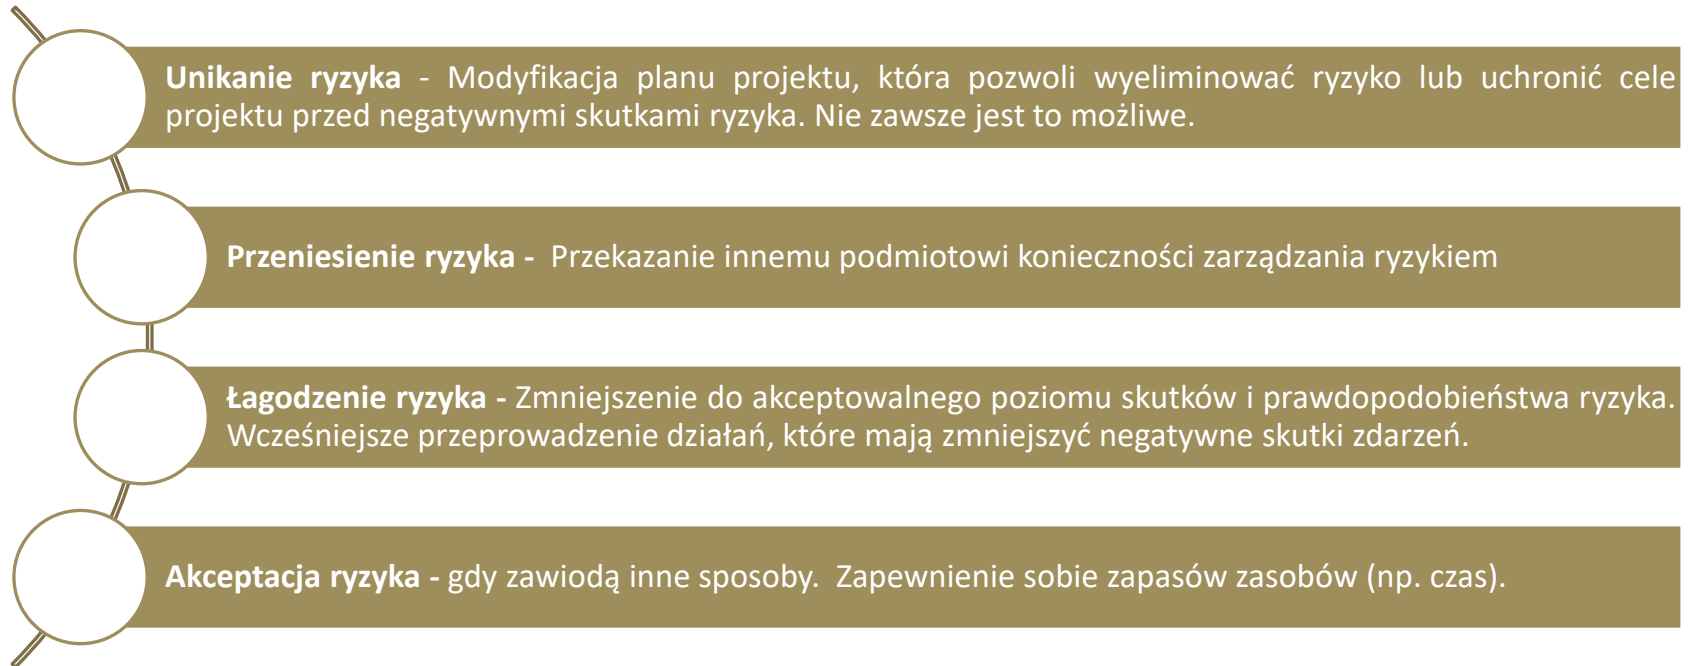 Unikanie ryzyka - Modyfikacja planu projektu, która pozwoli wyeliminować ryzyko lub uchronić cele
projektu przed negatywnymi skutkami ryzyka. Nie zawsze jest to możliwe.
Przeniesienie ryzyka - Przekazanie innemu podmiotowi konieczności zarządzania ryzykiem
Łagodzenie ryzyka - Zmniejszenie do akceptowalnego poziomu skutków i prawdopodobieństwa ryzyka.
Wcześniejsze przeprowadzenie działań, które mają zmniejszyć negatywne skutki zdarzeń.
Akceptacja ryzyka - gdy zawiodą inne sposoby. Zapewnienie sobie zapasów zasobów (np. czas).